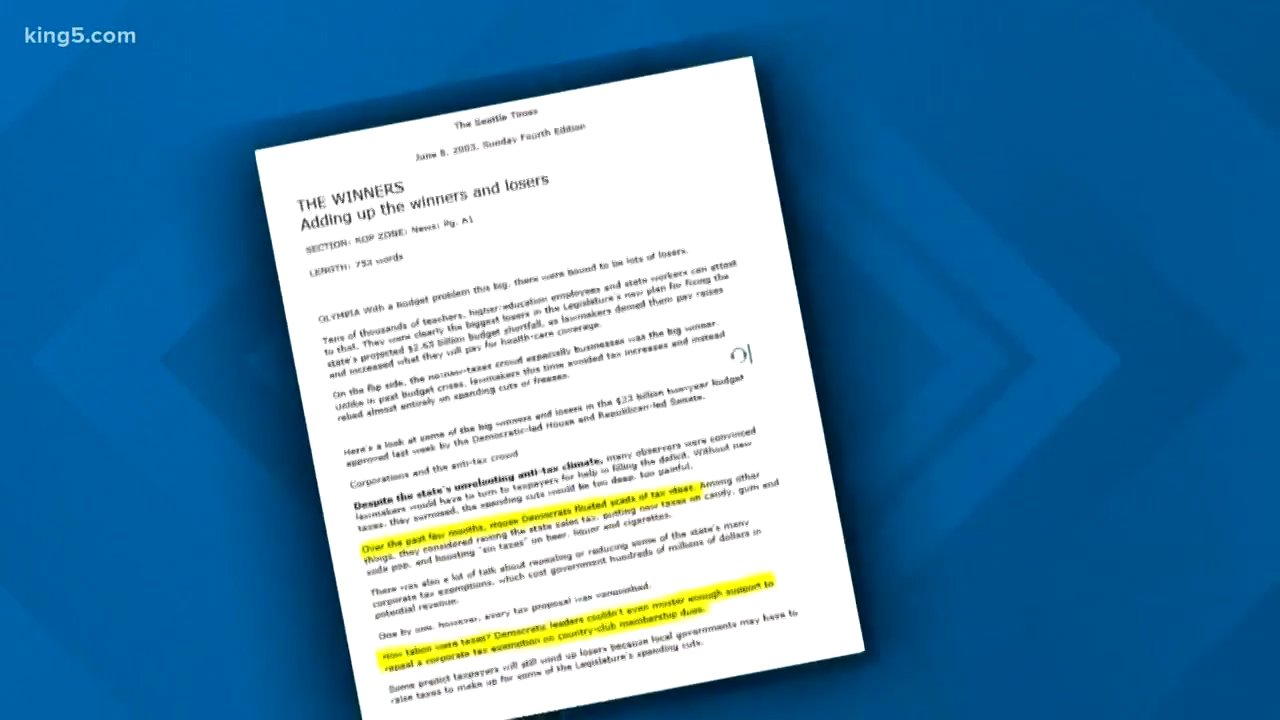 king5.com
The Seattle Times
June 8, 2003, Sunday Fourth Edition
THE WINNERS
Adding up the winners and losers
SECTION: ROP ZONE; News; Pg. A1
LENGTH: 753 words
OLYMPIA With a budget problem this big, there were bound to be lots of losers.
Tens of thousands of teachers, higher-education employees and state workers can attest
to that. They were clearly the biggest losers in the Legislature's new plan for fixing the
state's projected $2.65 billion budget shortfall, as lawmakers denied them pay raises
and increased what they will pay for health-care coverage.
On the flip side, the no-new-taxes crowd especially businesses was the big winner.
Unlike in past budget crises, lawmakers this time avoided tax increases and instead
relied almost entirely on spending cuts or freezes.
Here's a look at some of the big winners and losers in the $23 billion two-year budget
approved last week by the Democratic-led House and Republican-led Senate.
Corporations and the anti-tax crowd
Despite the state's unrelenting anti-tax climate, many observers were convinced
lawmakers would have to turn to taxpayers for help in filling the deficit. Without new
taxes, they surmised, the spending cuts would be too deep, too painful.
Over the past few months, House Democrats floated scads of tax ideas. Among other
things, they considered raising the state sales tax, putting new taxes on candy, gum and
soda pop, and boosting "sin taxes" on beer, liquor and cigarettes.
There was also a lot of talk about repealing or reducing some of the state's many
corporate tax exemptions, which cost government hundreds of millions of dollars in
potential revenue.
One by one, however, every tax proposal was vanquished.
How taboo were taxes? Democratic leaders couldn't even muster enough support to
repeal a corporate tax exemption on country-club membership dues.
Some predict taxpayers will still wind up losers because local governments may have to
raise taxes to make up for some of the Legislature's spending cuts.